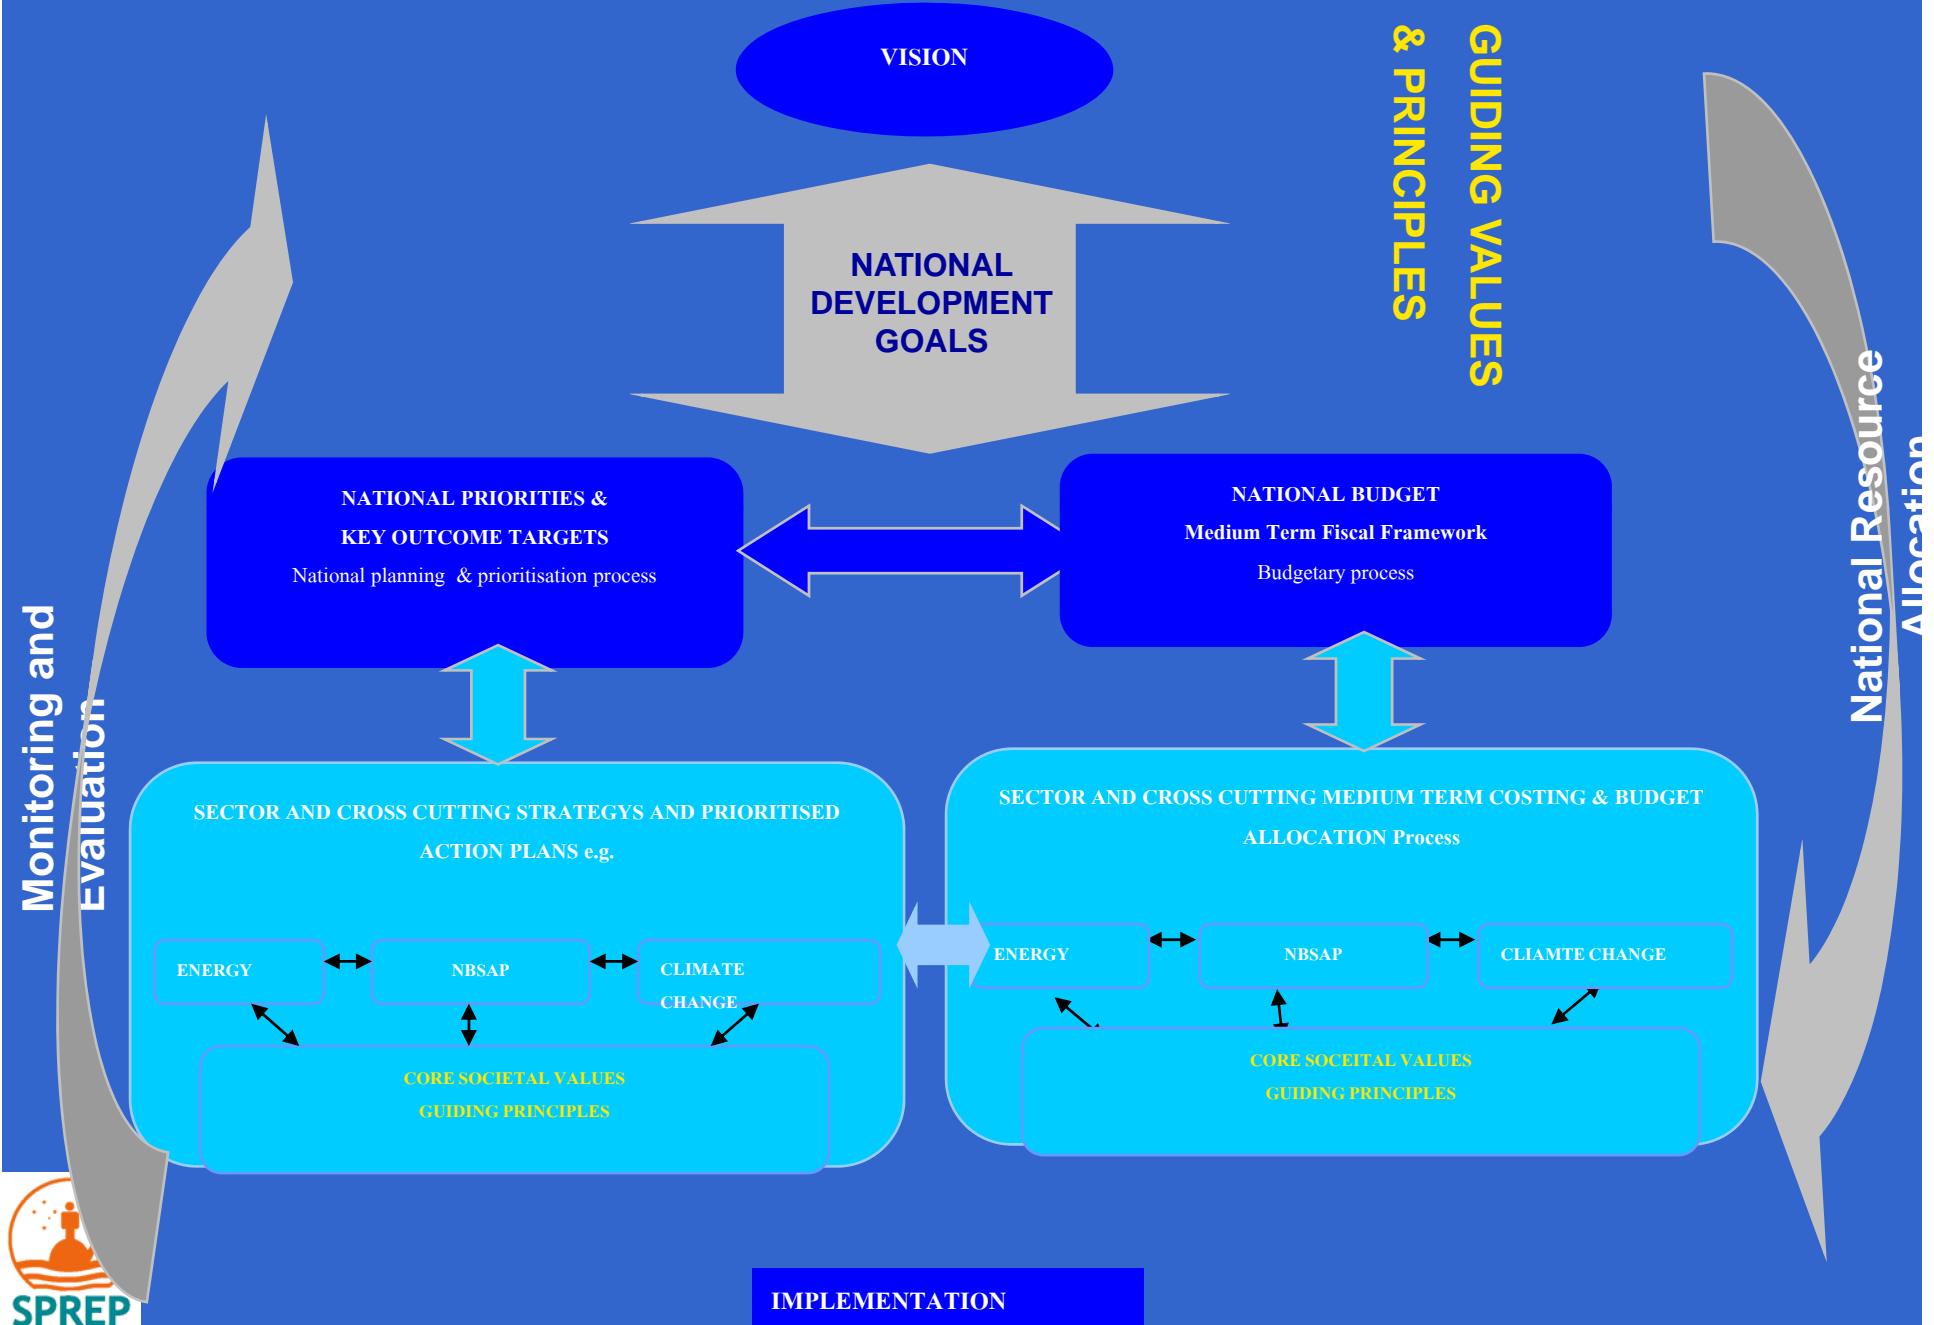 VISION
GUIDING VALUES
& PRINCIPLES
NATIONAL
DEVELOPMENT
GOALS
NATIONAL PRIORITIES &
KEY OUTCOME TARGETS
National planning & prioritisation process
NATIONAL BUDGET
Medium Term Fiscal Framework
Budgetary process
National Resource
Allocation
Monitoring and
Evaluation
SECTOR AND CROSS CUTTING STRATEGYS AND PRIORITISED
ACTION PLANS e.g.
ENERGY
NBSAP
CLIMATE
CHANGE
CORE SOCIETAL VALUES
GUIDING PRINCIPLES
SECTOR AND CROSS CUTTING MEDIUM TERM COSTING & BUDGET
ALLOCATION Process
ENERGY
NBSAP
CLIAMTE CHANGE
CORE SOCEITAL VALUES
GUIDING PRINCIPLES
SPREP
IMPLEMENTATION